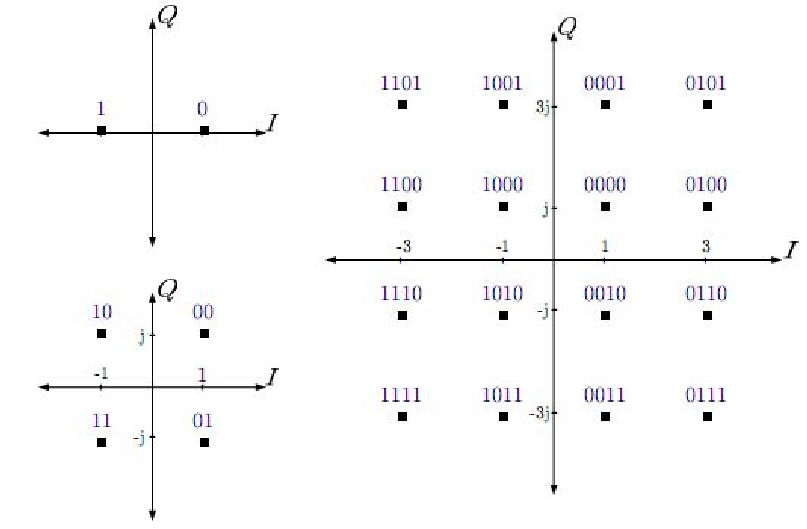 Q
1 0
I
Q
10 00
j
-1 1 I
11 01
-j
Q
1101 1001 0001 0101
3j
1100 1000 0000 0100
j
-3 -1 1 3 I
1110 1010 0010 0110
-j
1111 1011 0011 0111
-3j